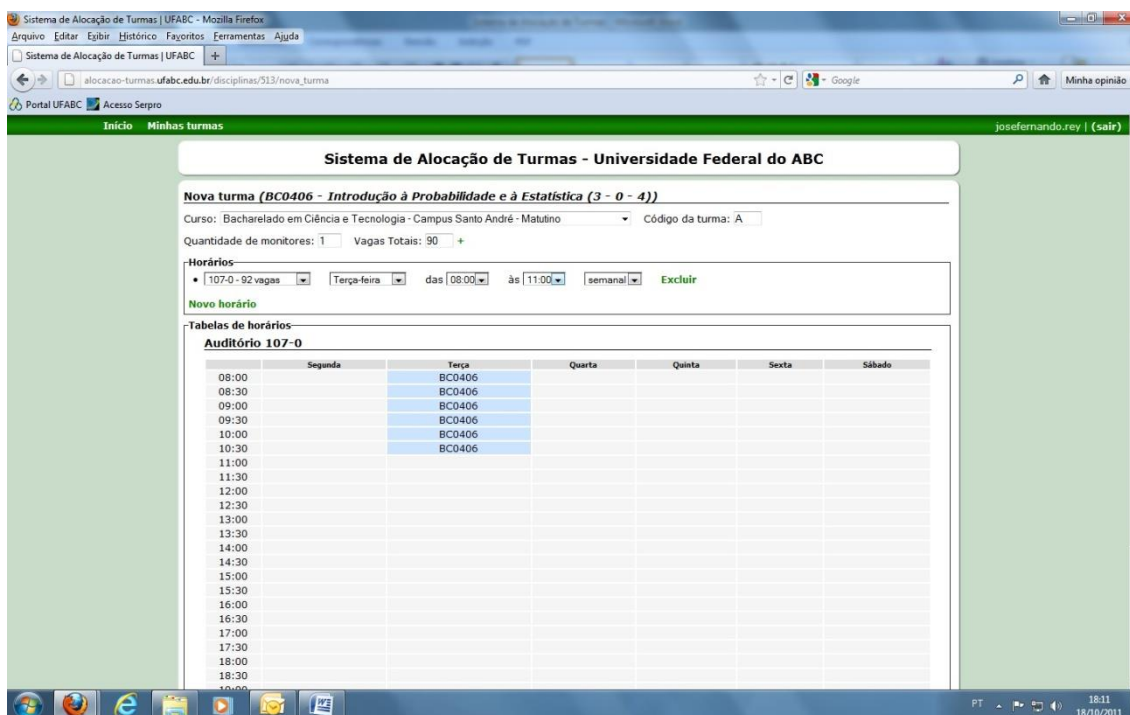 Sistema de Alocação de Turmas | UFABC - Mozilla Firefox
Arquivo Editar Exibir Histórico Favoritos Ferramentas Ajuda
Sistema de Alocação de Turmas | UFABC +
alocacao-turmas.ufabc.edu.br/disciplinas/513/nova_turma Google Minha opinião
Portal UFABC Acesso Serpro
Início Minhas turmas josefernando.rey | (sair)
Sistema de Alocação de Turmas - Universidade Federal do ABC
Nova turma (BC0406 - Introdução à Probabilidade e à Estatística (3 - 0 - 4))
Curso: Bacharelado em Ciência e Tecnologia - Campus Santo André - Matutino Código da turma: A
Quantidade de monitores: 1 Vagas Totais: 90 +
Horários
• 107-0 - 92 vagas Terça-feira das 08:00 às 11:00 semanal Excluir
Novo horário
Tabelas de horários
Auditório 107-0
Segunda Terça Quarta Quinta Sexta Sábado
08:00 BC0406
08:30 BC0406
09:00 BC0406
09:30 BC0406
10:00 BC0406
10:30 BC0406
11:00
11:30
12:00
12:30
13:00
13:30
14:00
14:30
15:00
15:30
16:00
16:30
17:00
17:30
18:00
18:30
19:00
PT 18:11
18/10/2011